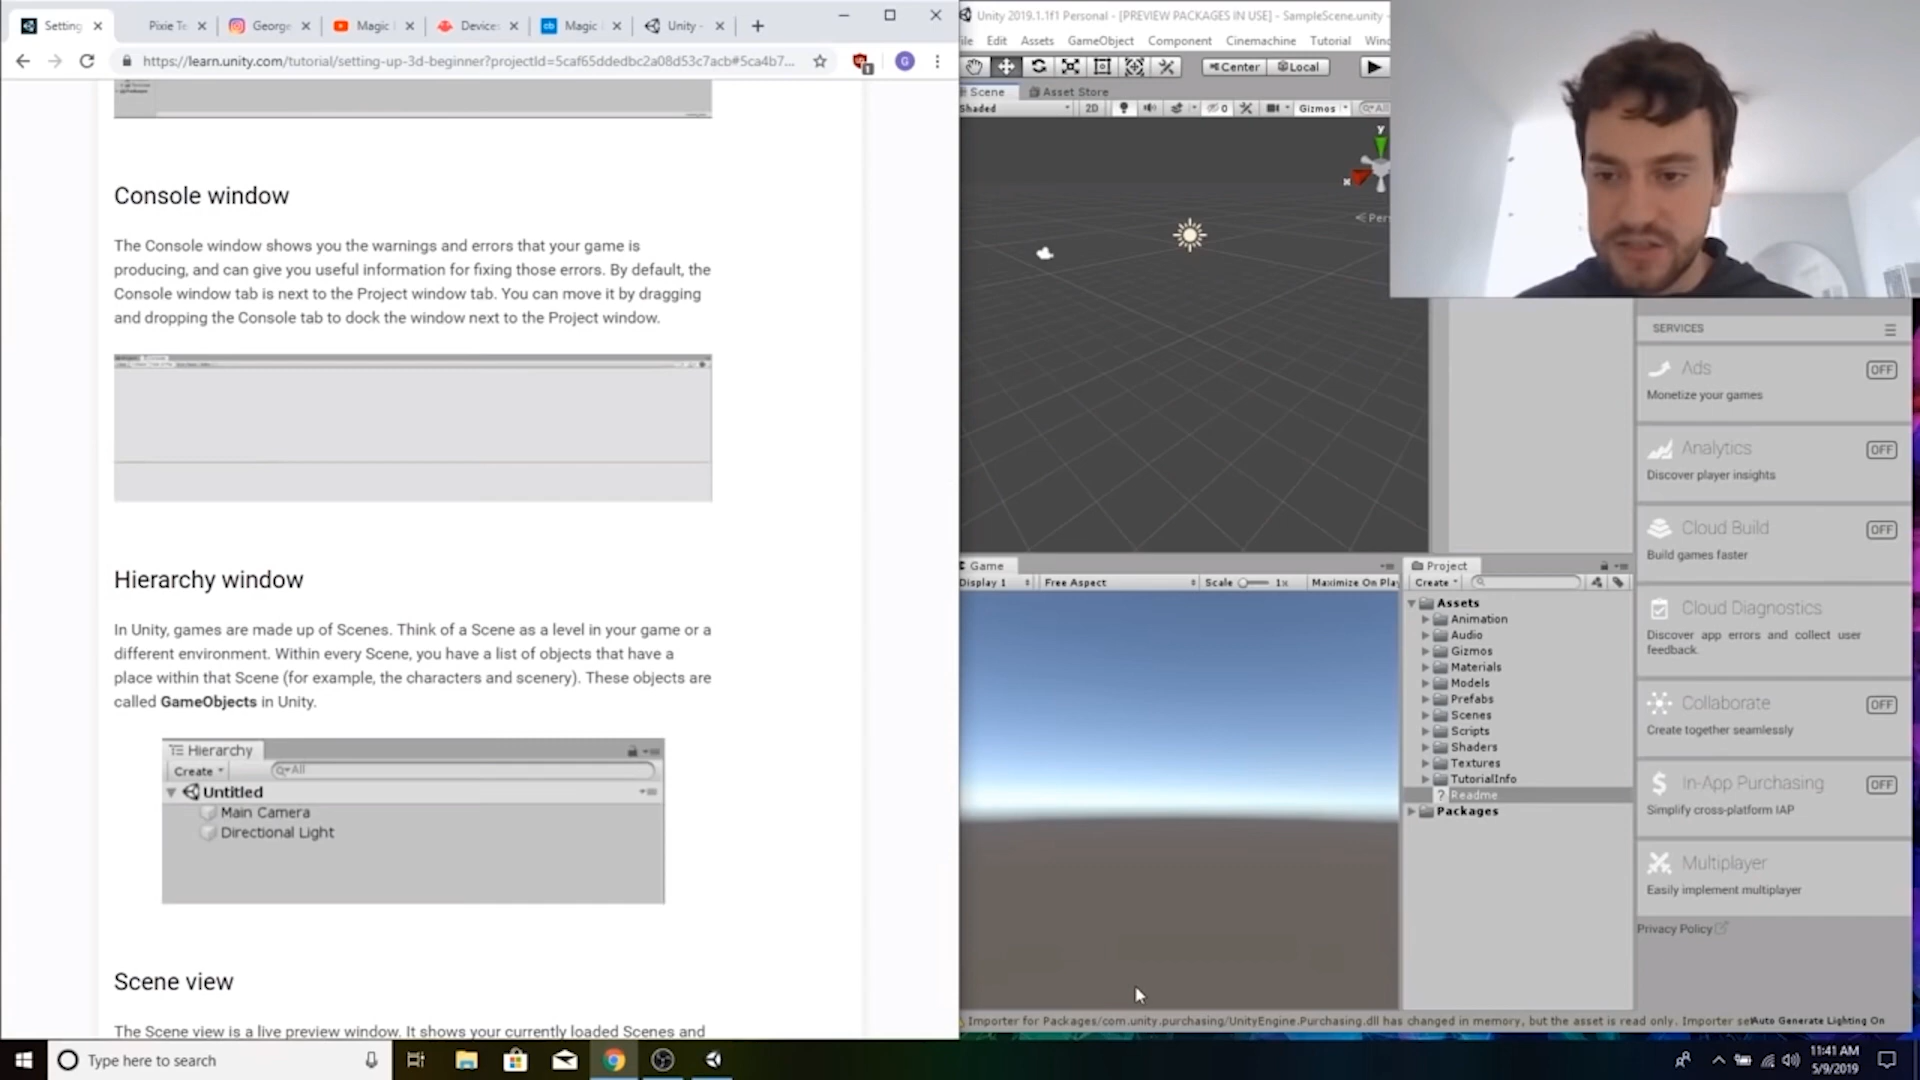 Setting
Pixie Te
George
Magic
Devices
Magic
Unity -
https://learn.unity.com/tutorial/setting-up-3d-beginner?projectId=5caf65ddedbc2a08d53c7acb#5ca4b7...
G
1
Console window
The Console window shows you the warnings and errors that your game is
producing, and can give you useful information for fixing those errors. By default, the
Console window tab is next to the Project window tab. You can move it by dragging
and dropping the Console tab to dock the window next to the Project window.
Hierarchy window
In Unity, games are made up of Scenes. Think of a Scene as a level in your game or a
different environment. Within every Scene, you have a list of objects that have a
place within that Scene (for example, the characters and scenery). These objects are
called GameObjects in Unity.
Hierarchy
Create
All
Untitled
Main Camera
Directional Light
Scene view
The Scene view is a live preview window. It shows your currently loaded Scenes and
Unity 2019.1.1f1 Personal - [PREVIEW PACKAGES IN USE] - SampleScene.unity -
ile Edit Assets GameObject Component Cinemachine Tutorial Wind
Center Local
Scene Asset Store
Shaded 2D 0 Gizmos All
y
x
Pers
Game
Display 1 Free Aspect Scale 1x Maximize On Play
Project
Create
Assets
Animation
Audio
Gizmos
Materials
Models
Prefabs
Scenes
Scripts
Shaders
Textures
TutorialInfo
Readme
Packages
SERVICES
Ads OFF
Monetize your games
Analytics OFF
Discover player insights
Cloud Build OFF
Build games faster
Cloud Diagnostics
Discover app errors and collect user
feedback.
Collaborate OFF
Create together seamlessly
In-App Purchasing OFF
Simplify cross-platform IAP
Multiplayer
Easily implement multiplayer
Privacy Policy
Importer for Packages/com.unity.purchasing/UnityEngine.Purchasing.dll has changed in memory, but the asset is read only. Importer se
Auto Generate Lighting On
Type here to search
11:41 AM
5/9/2019